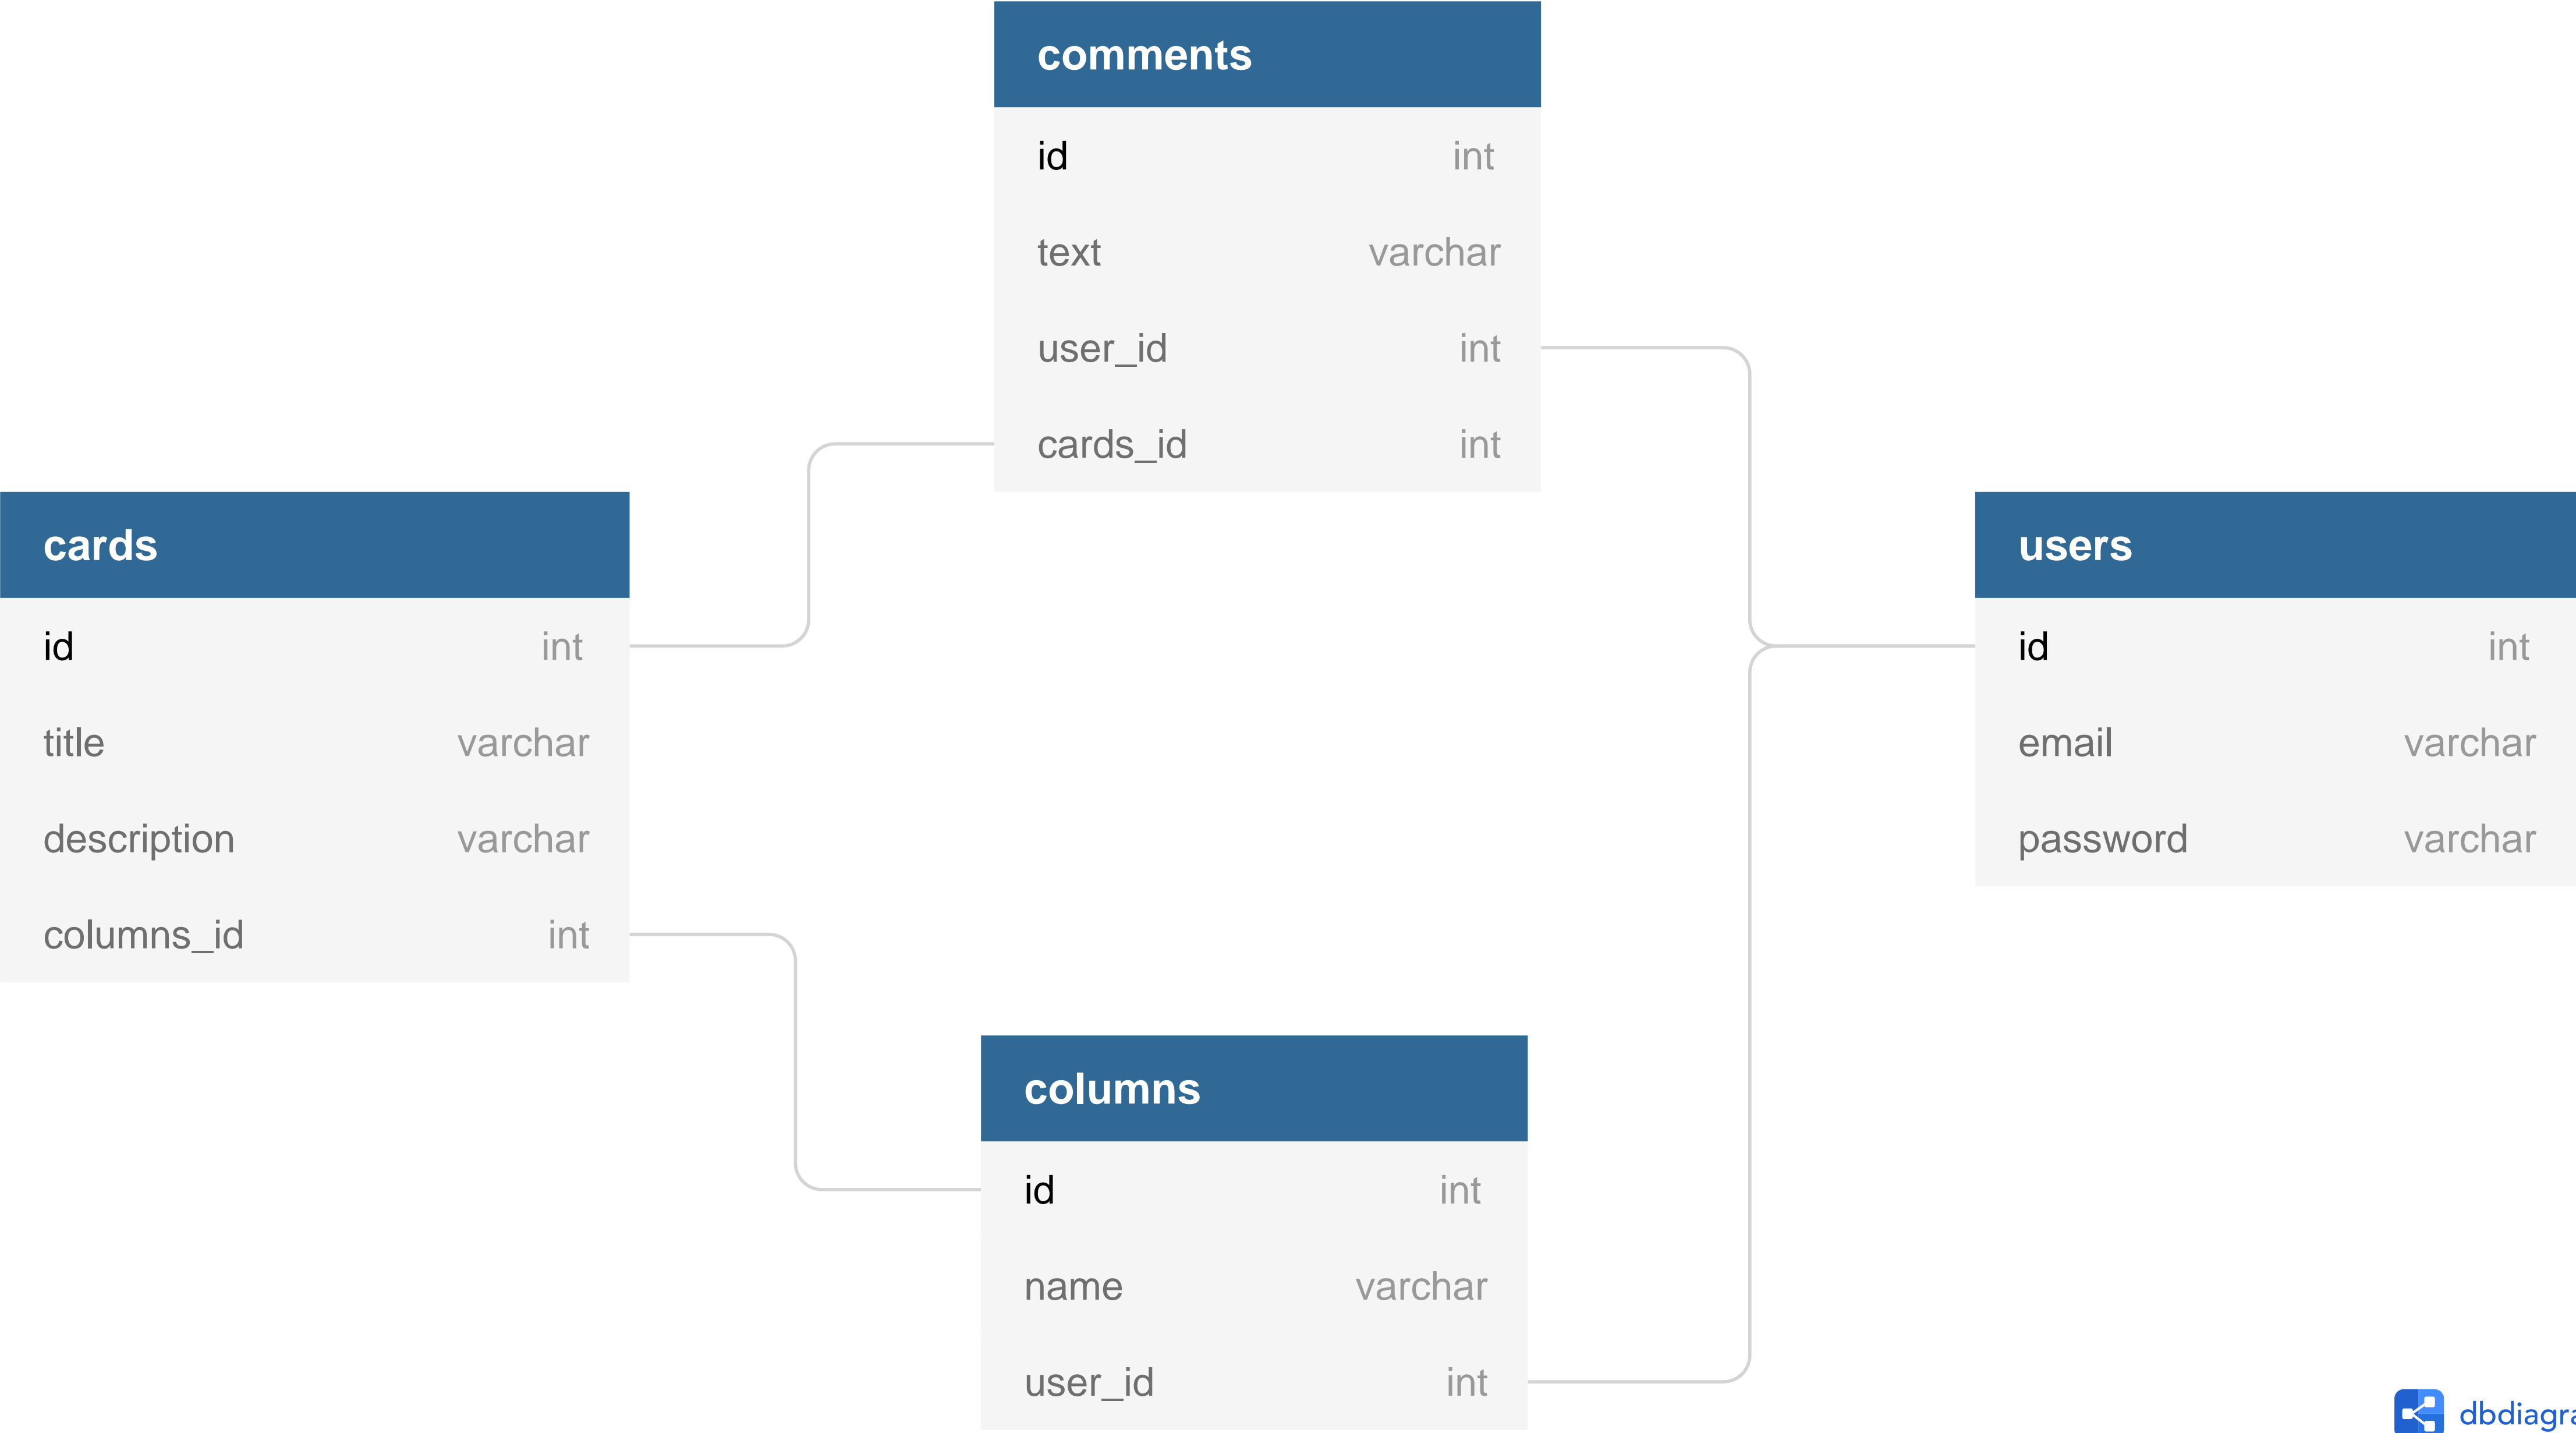 comments
id int
text varchar
user_id int
cards_id int
cards
id int
title varchar
description varchar
columns_id int
users
id int
email varchar
password varchar
columns
id int
name varchar
user_id int